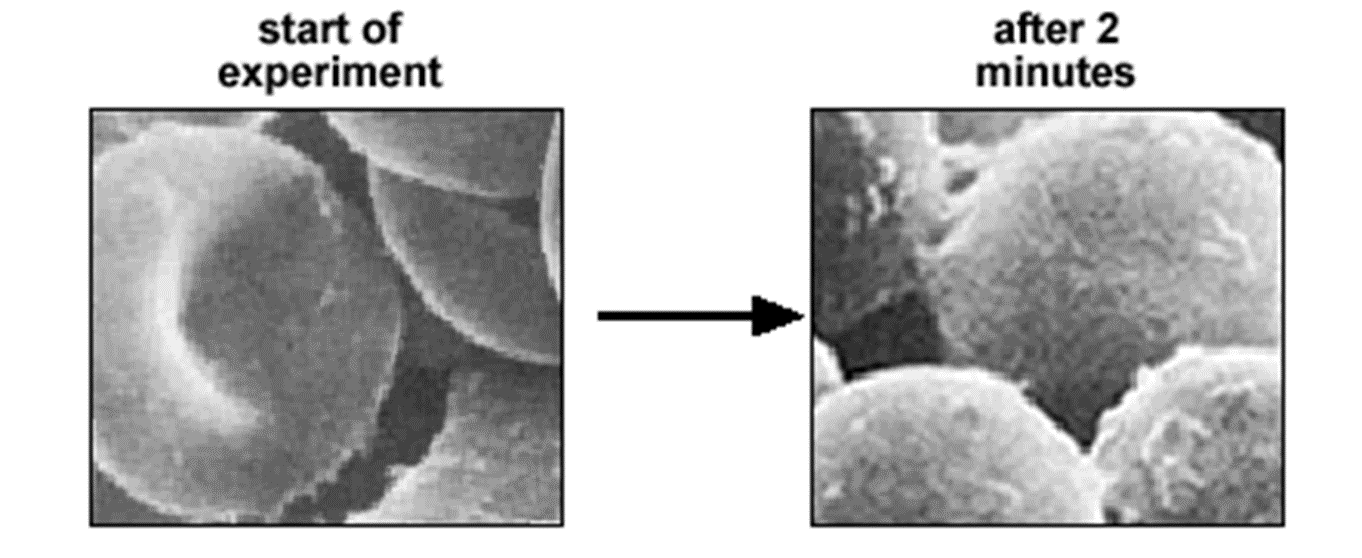 start of
experiment
after 2
minutes